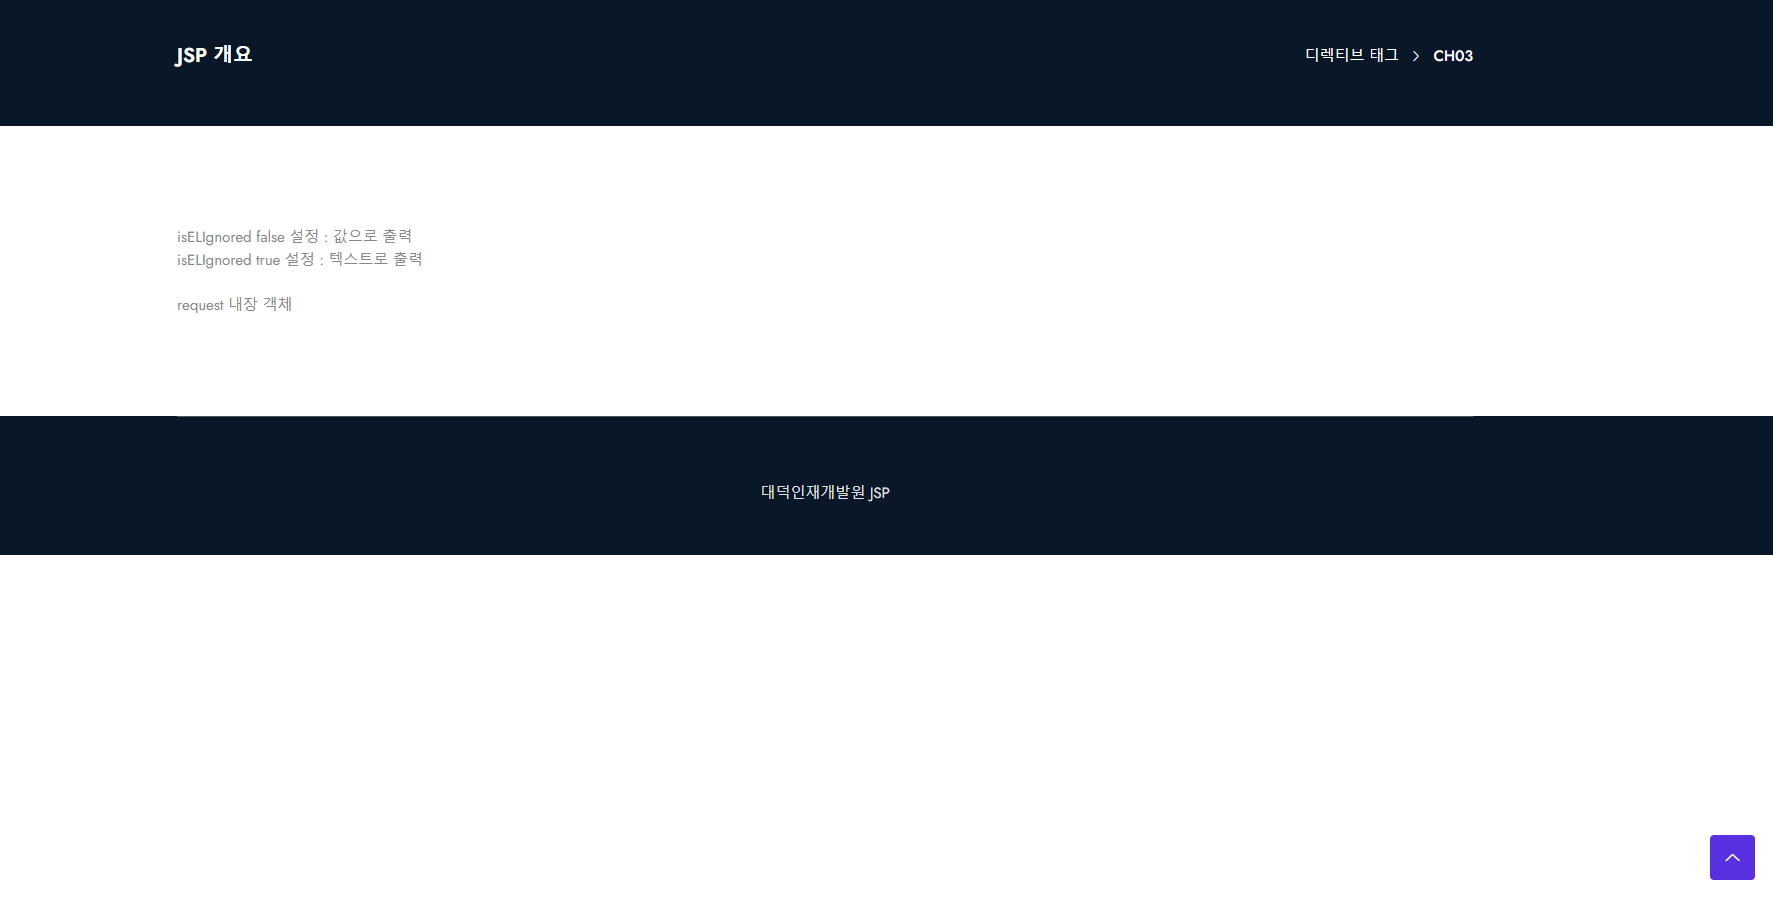 JSP 개요
디렉티브 태그 > CH03
isELIgnored false 설정 : 값으로 출력
isELIgnored true 설정 : 텍스트로 출력
request 내장 객체
대덕인재개발원 JSP